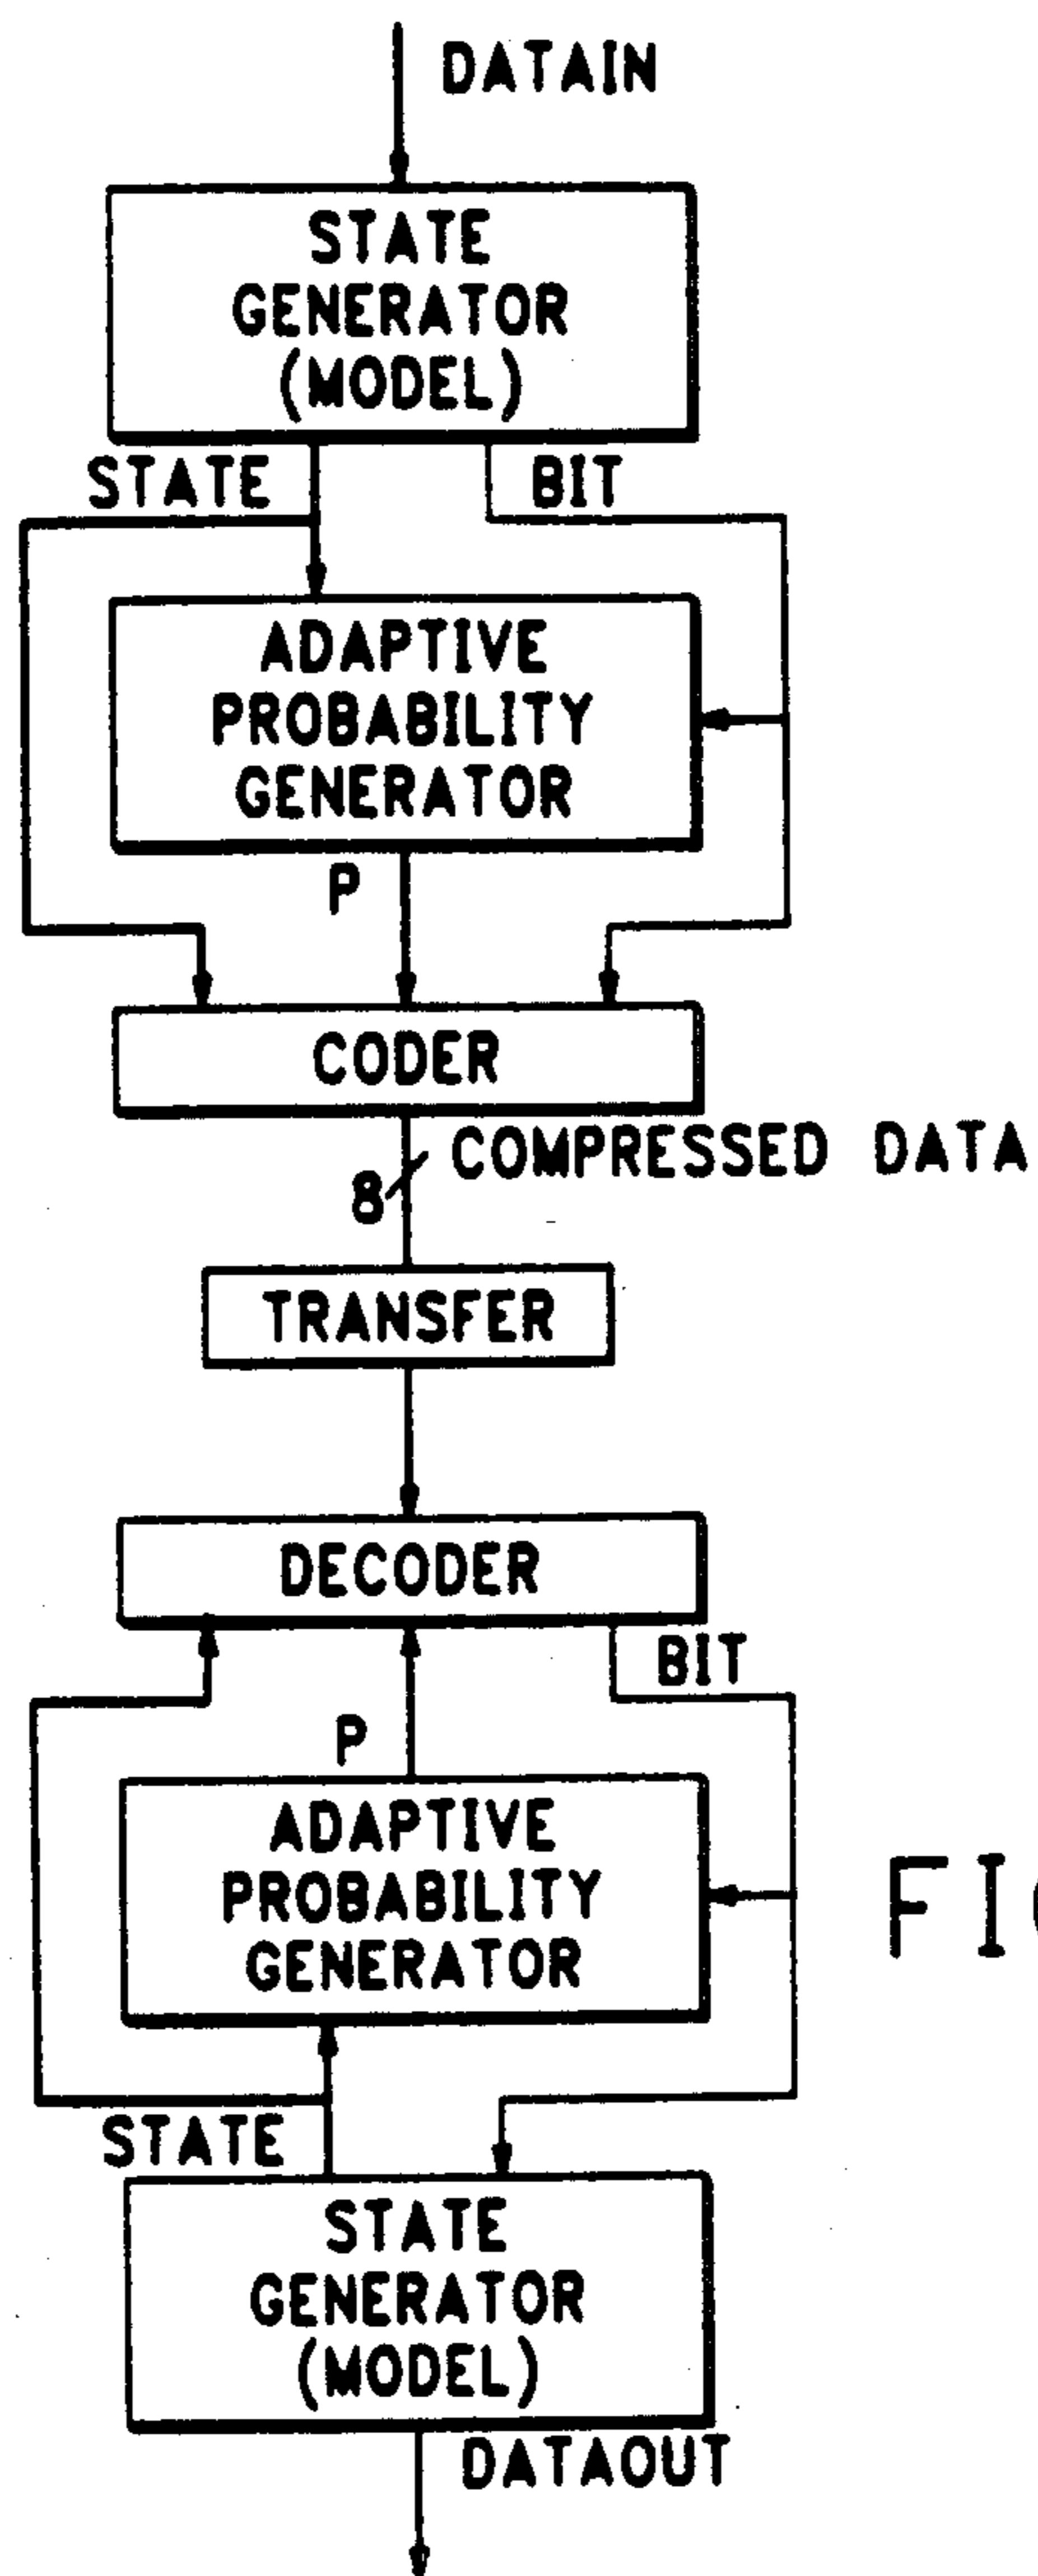 DATAIN
STATE
GENERATOR
(MODEL)
STATE
BIT
ADAPTIVE
PROBABILITY
GENERATOR
P
CODER
COMPRESSED DATA
8
TRANSFER
DECODER
BIT
P
ADAPTIVE
PROBABILITY
GENERATOR
STATE
STATE
GENERATOR
(MODEL)
DATAOUT